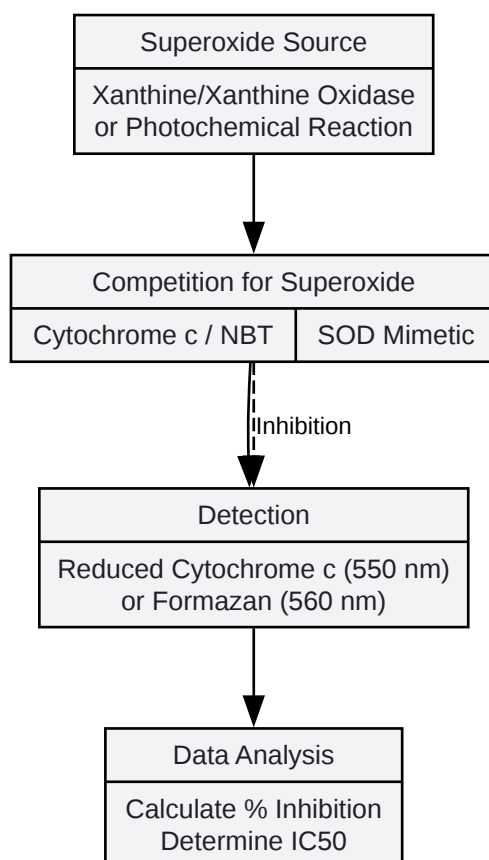 Superoxide Source
Xanthine/Xanthine Oxidase
or Photochemical Reaction
Competition for Superoxide
Cytochrome c / NBT
SOD Mimetic
Inhibition
Detection
Reduced Cytochrome c (550 nm)
or Formazan (560 nm)
Data Analysis
Calculate % Inhibition
Determine IC50